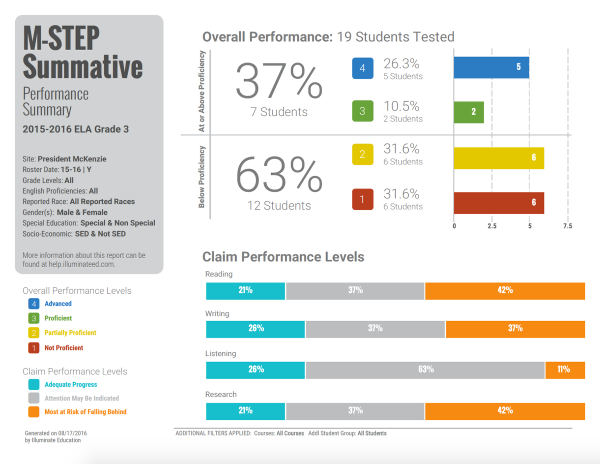 M-STEP
Summative
Performance
Summary
2015-2016 ELA Grade 3
Site: President McKenzie
Roster Date: 15-16 | Y
Grade Levels: All
English Proficiencies: All
Reported Race: All Reported Races
Gender(s): Male & Female
Special Education: Special & Non Special
Socio-Economic: SED & Not SED
More information about this report can be
found at help.illuminateed.com.
Overall Performance Levels
4 Advanced
3 Proficient
2 Partially Proficient
1 Not Proficient
Claim Performance Levels
Adequate Progress
Attention May Be Indicated
Most at Risk of Falling Behind
Generated on 08/17/2016
by Illuminate Education
Overall Performance: 19 Students Tested
At or Above Proficiency
37%
7 Students
4 26.3%
5 Students
5
3 10.5%
2 Students
2
Below Proficiency
63%
12 Students
2 31.6%
6 Students
6
1 31.6%
6 Students
6
0 2.5 5 7.5
Claim Performance Levels
Reading
21% 37% 42%
Writing
26% 37% 37%
Listening
26% 63% 11%
Research
21% 37% 42%
ADDITIONAL FILTERS APPLIED: Courses: All Courses Addl Student Group: All Students